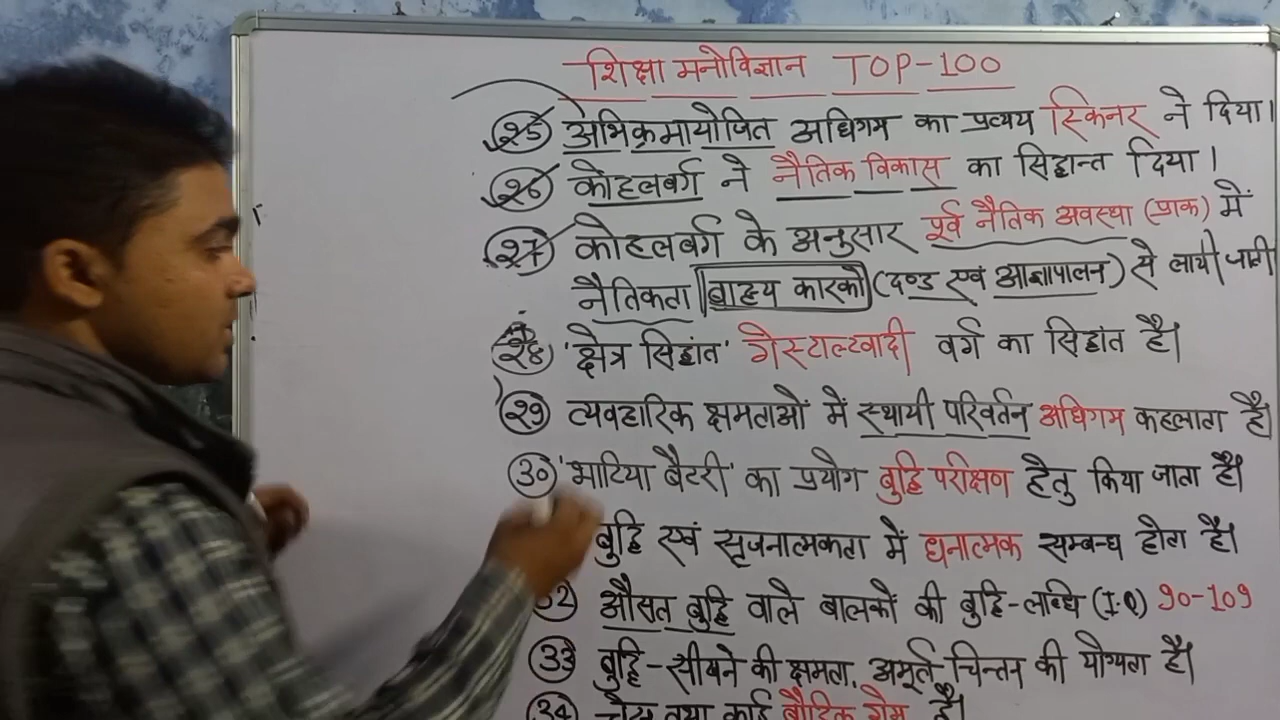 शिक्षा मनोविज्ञान TOP-100
25 अभिक्रमायोजित अधिगम का प्रत्यय स्किनर ने दिया।
26 कोहलबर्ग ने नैतिक विकास का सिद्धान्त दिया।
27 कोहलबर्ग के अनुसार पूर्व नैतिक अवस्था (प्राक) में
नैतिकता बाह्य कारको (दण्ड एवं आज्ञापालन) से लायी जाती
28 'क्षेत्र सिद्धांत' गेस्टाल्टवादी वर्ग का सिद्धांत है।
29 व्यवहारिक क्षमताओं में स्थायी परिवर्तन अधिगम कहलाता है।
30 'भाटिया बैटरी' का प्रयोग बुद्धि परीक्षण हेतु किया जाता है।
बुद्धि एवं सृजनात्मकता में धनात्मक सम्बन्ध होता है।
32 औसत बुद्धि वाले बालकों की बुद्धि-लब्धि (I.Q) 90-109
33 बुद्धि-सीखने की क्षमता, अमूर्त चिन्तन की योग्यता है।
34 तथा कार्ड बौद्धिक गेम है।